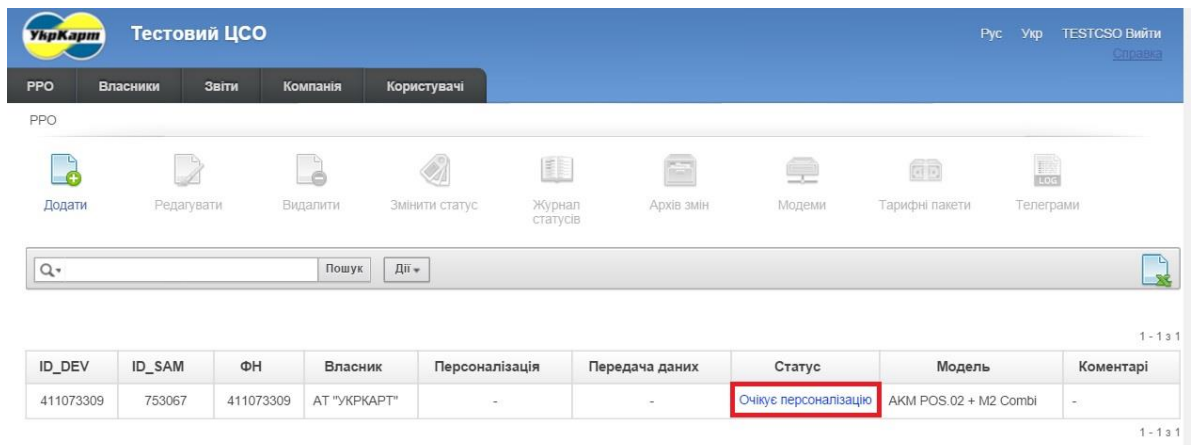 УкрКарт Тестовий ЦСО Рус Укр TESTCSO Вийти
Справка
РРО Власники Звіти Компанія Користувачі
РРО
LOG
Додати Редагувати Видалити Змінити статус Журнал статусів Архів змін Модеми Тарифні пакети Телеграми
Пошук Дії
1 - 1 з 1
ID_DEV ID_SAM ФН Власник Персоналізація Передача даних Статус Модель Коментарі
411073309 753067 411073309 АТ "УКРКАРТ" - - Очікує персоналізацію АКМ POS.02 + M2 Combi -
1 - 1 з 1